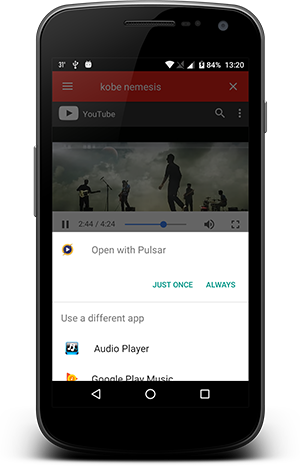 31° 84% 13:20
kobe nemesis
YouTube
2:44 / 4:24
Open with Pulsar
JUST ONCE ALWAYS
Use a different app
Audio Player
Google Play Music